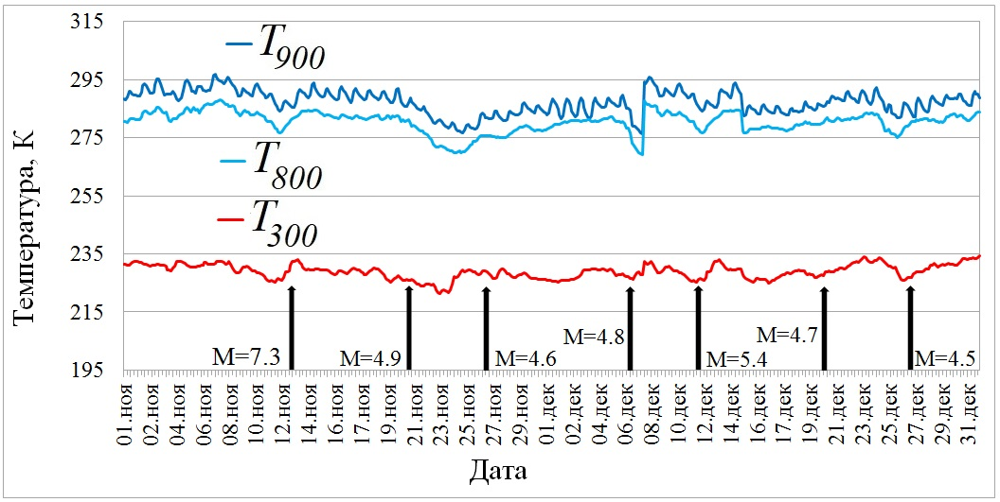 315
295
275
255
235
215
195
Температура, К
T900
T800
T300
M=7.3
M=4.9
M=4.6
M=4.8
M=5.4
M=4.7
M=4.5
01.ноя
02.ноя
04.ноя
06.ноя
08.ноя
10.ноя
12.ноя
14.ноя
15.ноя
17.ноя
19.ноя
21.ноя
23.ноя
25.ноя
27.ноя
29.ноя
01.дек
02.дек
04.дек
06.дек
08.дек
10.дек
12.дек
14.дек
15.дек
17.дек
19.дек
21.дек
23.дек
25.дек
27.дек
29.дек
31.дек
Дата